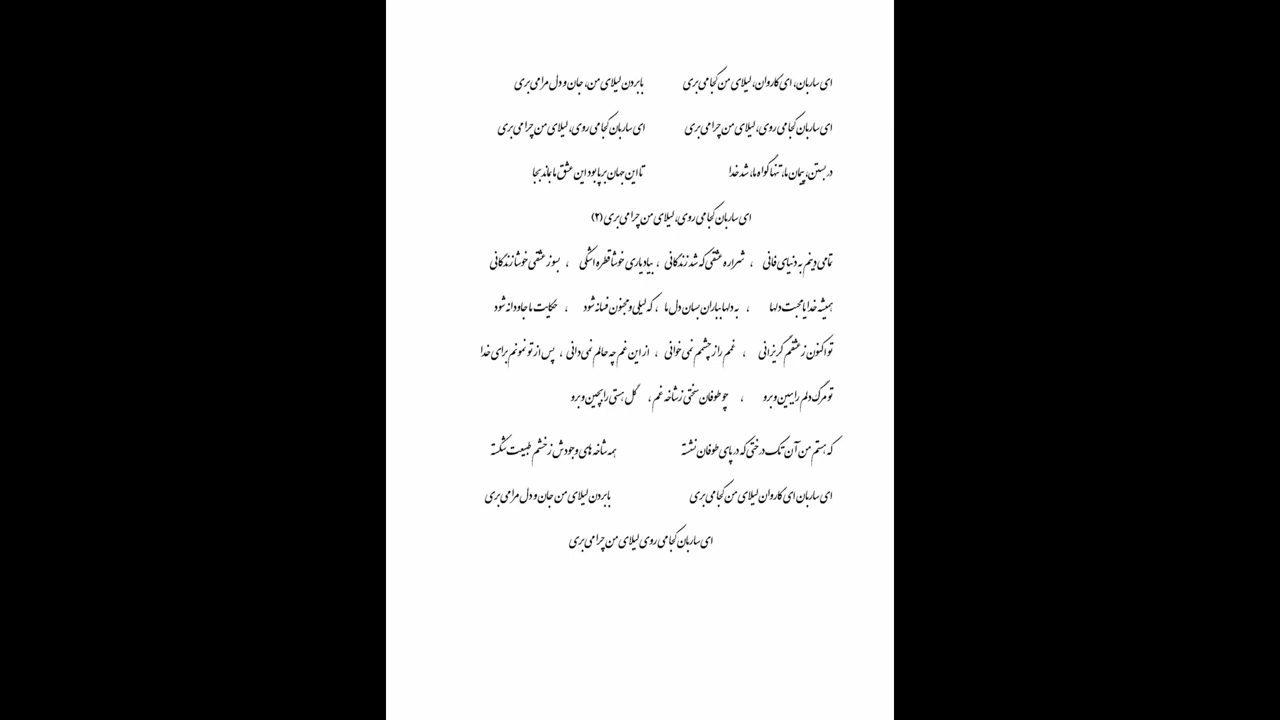 ای ساربان، ای کاروان، لیلای من کجا می بری با بردن لیلای من، جان و دل مرا می بری
ای ساربان کجا می روی، لیلای من چرا می بری ای ساربان کجا می روی، لیلای من چرا می بری
در بستن، پیمان ما، تنها گواه ما، شد خدا تا این جهان برپا بود این عشق ما بماند بجا
ای ساربان کجا می روی، لیلای من چرا می بری (۲)
تمامی دینم به دنیای فانی ، شراره عشقی که شد زندگانی ، بیاد یاری خوشا قطره اشکی ، بسوز عشقی خوشا زندگانی
همیشه خدایا محبت دلها ، به دلها بباران بسان دل ما ، که لیلی و مجنون فسانه شود ، حکایت ما جاودانه شود
تو اکنون ز عشقم گریزانی ، غمم را ز چشمم نمی خوانی ، از این غم چه حالم نمی دانی ، پس از تو نمونم برای خدا
تو مرگ دلم را ببین و برو ، چو طوفان سختی ز شاخه غم ، گل هستی را بچین و برو
که هستم من آن تک درختی که در پای طوفان نشسته همه شاخه های وجودش ز خشم طبیعت شکسته
ای ساربان ای کاروان لیلای من کجا می بری با بردن لیلای من جان و دل مرا می بری
ای ساربان کجا می روی لیلای من چرا می بری